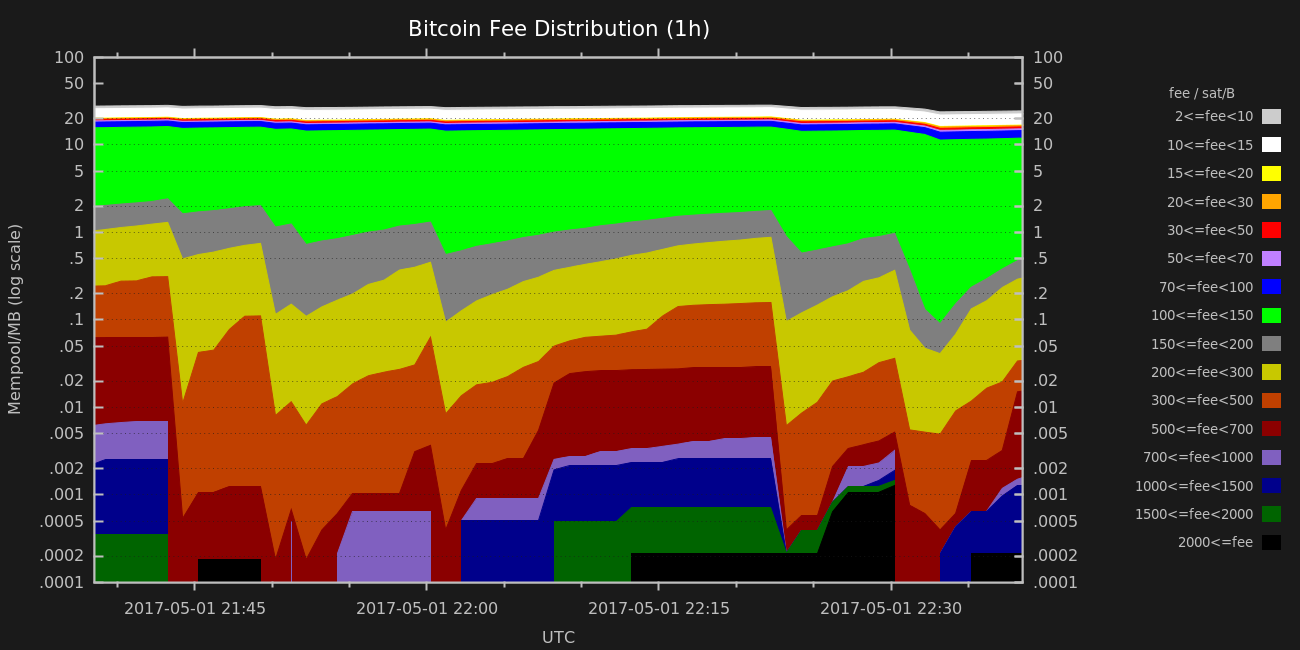 Bitcoin Fee Distribution (1h)
100
50
20
10
5
2
1
.5
.2
.1
.05
.02
.01
.005
.002
.001
.0005
.0002
.0001
Mempool/MB (log scale)
100
50
20
10
5
2
1
.5
.2
.1
.05
.02
.01
.005
.002
.001
.0005
.0002
.0001
2017-05-01 21:45
2017-05-01 22:00
2017-05-01 22:15
2017-05-01 22:30
UTC
fee / sat/B
2<=fee<10
10<=fee<15
15<=fee<20
20<=fee<30
30<=fee<50
50<=fee<70
70<=fee<100
100<=fee<150
150<=fee<200
200<=fee<300
300<=fee<500
500<=fee<700
700<=fee<1000
1000<=fee<1500
1500<=fee<2000
2000<=fee